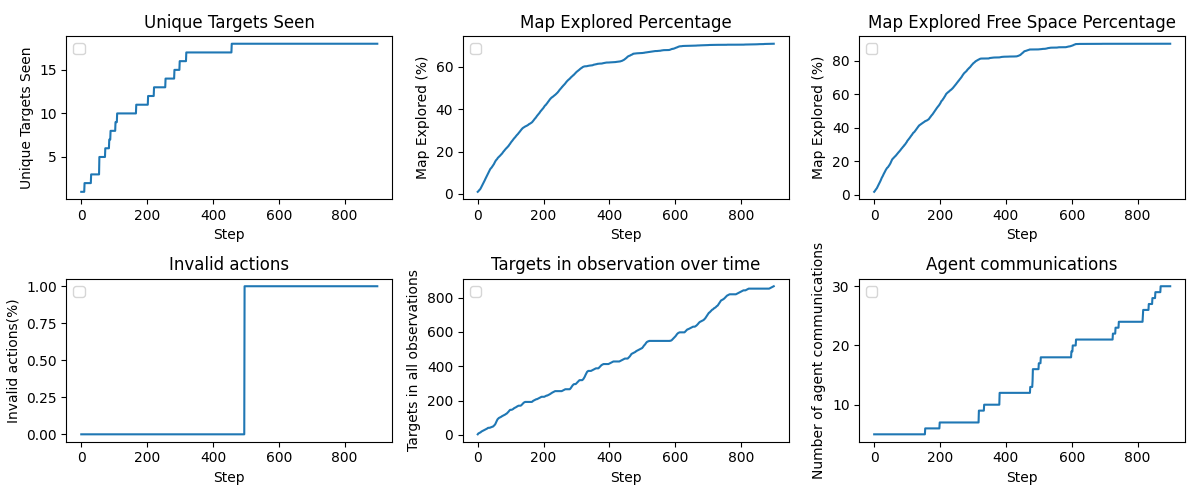 Unique Targets Seen
Unique Targets Seen
15
10
5
0 200 400 600 800
Step
Map Explored Percentage
Map Explored (%)
60
40
20
0
0 200 400 600 800
Step
Map Explored Free Space Percentage
Map Explored (%)
80
60
40
20
0
0 200 400 600 800
Step
Invalid actions
Invalid actions(%)
1.00
0.75
0.50
0.25
0.00
0 200 400 600 800
Step
Targets in observation over time
Targets in all observations
800
600
400
200
0
0 200 400 600 800
Step
Agent communications
Number of agent communications
30
20
10
0 200 400 600 800
Step